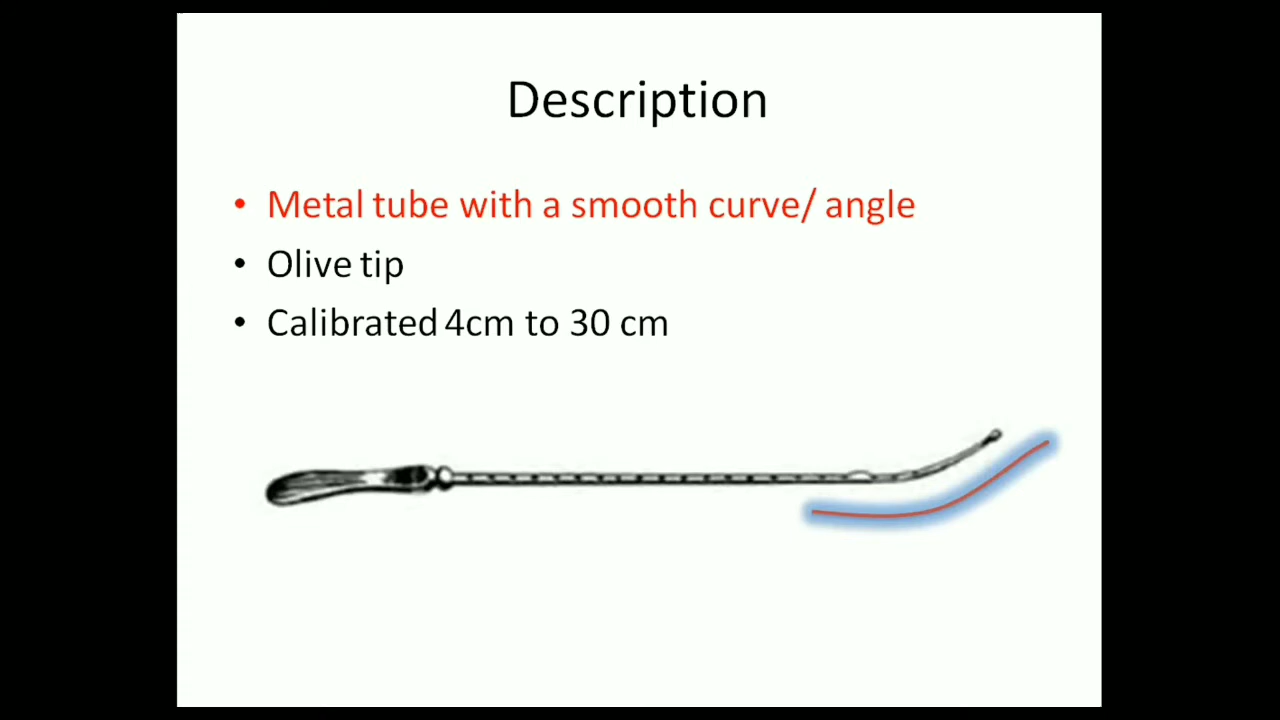 Description
• Metal tube with a smooth curve/ angle
• Olive tip
• Calibrated 4cm to 30 cm